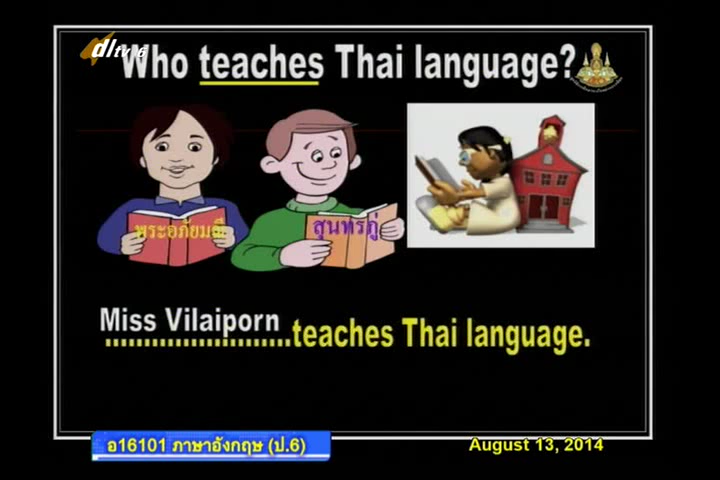 dltv 6
Who teaches Thai language?
พระอภัยมณี
สุนทรภู่
Miss Vilaiporn
........................teaches Thai language.
อ16101 ภาษาอังกฤษ (ป.6)
August 13, 2014